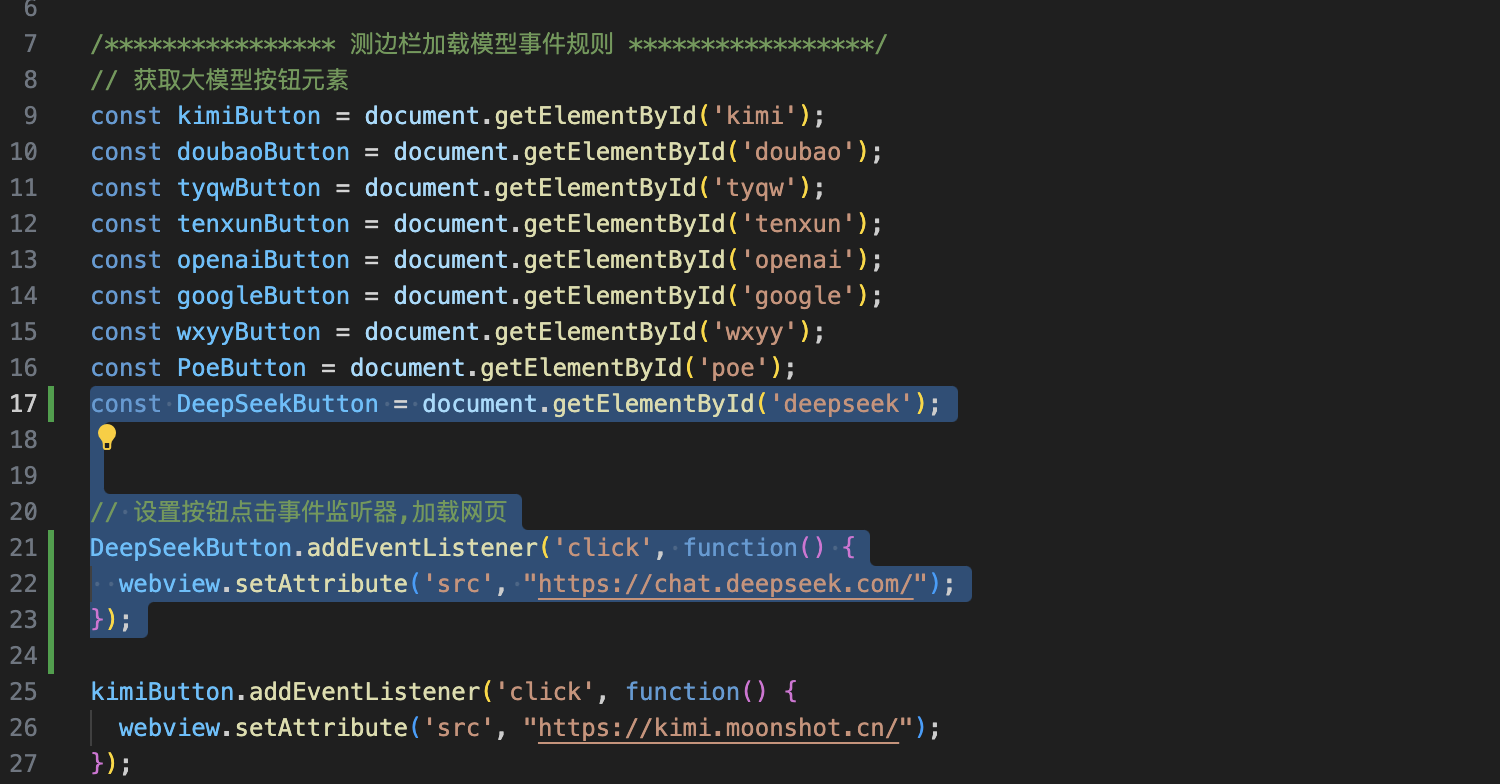 6
7 /**************** 测边栏加载模型事件规则 *****************/
8 // 获取大模型按钮元素
9 const kimiButton = document.getElementById('kimi');
10 const doubaoButton = document.getElementById('doubao');
11 const tyqwButton = document.getElementById('tyqw');
12 const tenxunButton = document.getElementById('tenxun');
13 const openaiButton = document.getElementById('openai');
14 const googleButton = document.getElementById('google');
15 const wxyyButton = document.getElementById('wxyy');
16 const PoeButton = document.getElementById('poe');
17 const DeepSeekButton = document.getElementById('deepseek');
18
19
20 // 设置按钮点击事件监听器,加载网页
21 DeepSeekButton.addEventListener('click', function() {
22   webview.setAttribute('src', "https://chat.deepseek.com/");
23 });
24
25 kimiButton.addEventListener('click', function() {
26   webview.setAttribute('src', "https://kimi.moonshot.cn/");
27 });